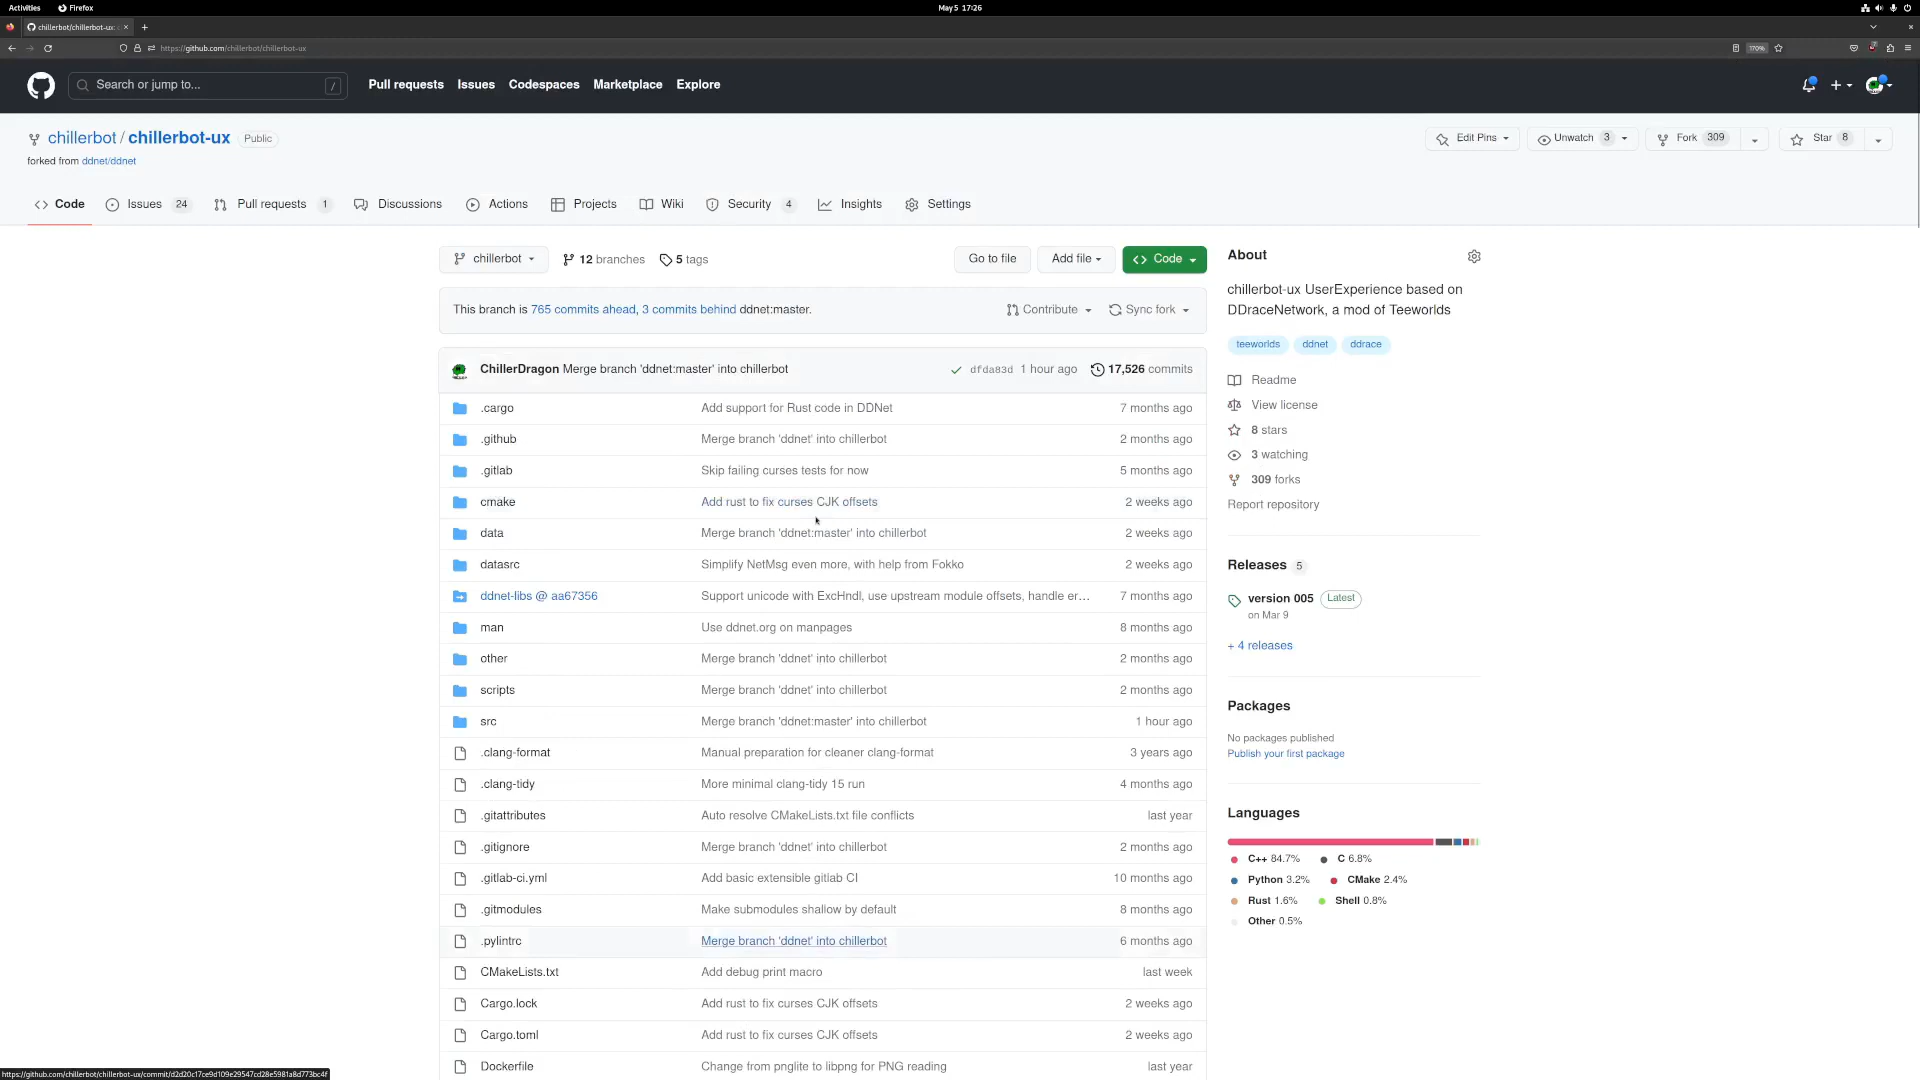 Activities Firefox May 5 17:26
chillerbot/chillerbot-ux:
https://github.com/chillerbot/chillerbot-ux 170%
Search or jump to... / Pull requests Issues Codespaces Marketplace Explore
chillerbot / chillerbot-ux Public Edit Pins Unwatch 3 Fork 309 Star 8
forked from ddnet/ddnet
Code Issues 24 Pull requests 1 Discussions Actions Projects Wiki Security 4 Insights Settings
chillerbot 12 branches 5 tags Go to file Add file Code
This branch is 765 commits ahead, 3 commits behind ddnet:master. Contribute Sync fork
ChillerDragon Merge branch 'ddnet:master' into chillerbot dfda83d 1 hour ago 17,526 commits
.cargo Add support for Rust code in DDNet 7 months ago
.github Merge branch 'ddnet' into chillerbot 2 months ago
.gitlab Skip failing curses tests for now 5 months ago
cmake Add rust to fix curses CJK offsets 2 weeks ago
data Merge branch 'ddnet:master' into chillerbot 2 weeks ago
datasrc Simplify NetMsg even more, with help from Fokko 2 weeks ago
ddnet-libs @ aa67356 Support unicode with ExcHndl, use upstream module offsets, handle er… 7 months ago
man Use ddnet.org on manpages 8 months ago
other Merge branch 'ddnet' into chillerbot 2 months ago
scripts Merge branch 'ddnet' into chillerbot 2 months ago
src Merge branch 'ddnet:master' into chillerbot 1 hour ago
.clang-format Manual preparation for cleaner clang-format 3 years ago
.clang-tidy More minimal clang-tidy 15 run 4 months ago
.gitattributes Auto resolve CMakeLists.txt file conflicts last year
.gitignore Merge branch 'ddnet' into chillerbot 2 months ago
.gitlab-ci.yml Add basic extensible gitlab CI 10 months ago
.gitmodules Make submodules shallow by default 8 months ago
.pylintrc Merge branch 'ddnet' into chillerbot 6 months ago
CMakeLists.txt Add debug print macro last week
Cargo.lock Add rust to fix curses CJK offsets 2 weeks ago
Cargo.toml Add rust to fix curses CJK offsets 2 weeks ago
Dockerfile Change from pnglite to libpng for PNG reading last year
About
chillerbot-ux UserExperience based on
DDraceNetwork, a mod of Teeworlds
teeworlds ddnet ddrace
Readme
View license
8 stars
3 watching
309 forks
Report repository
Releases 5
version 005 Latest
on Mar 9
+ 4 releases
Packages
No packages published
Publish your first package
Languages
C++ 84.7% C 6.8%
Python 3.2% CMake 2.4%
Rust 1.6% Shell 0.8%
Other 0.5%
https://github.com/chillerbot/chillerbot-ux/commit/d2d20c17ce9d109e29547cd28e5981a8d773bc4f